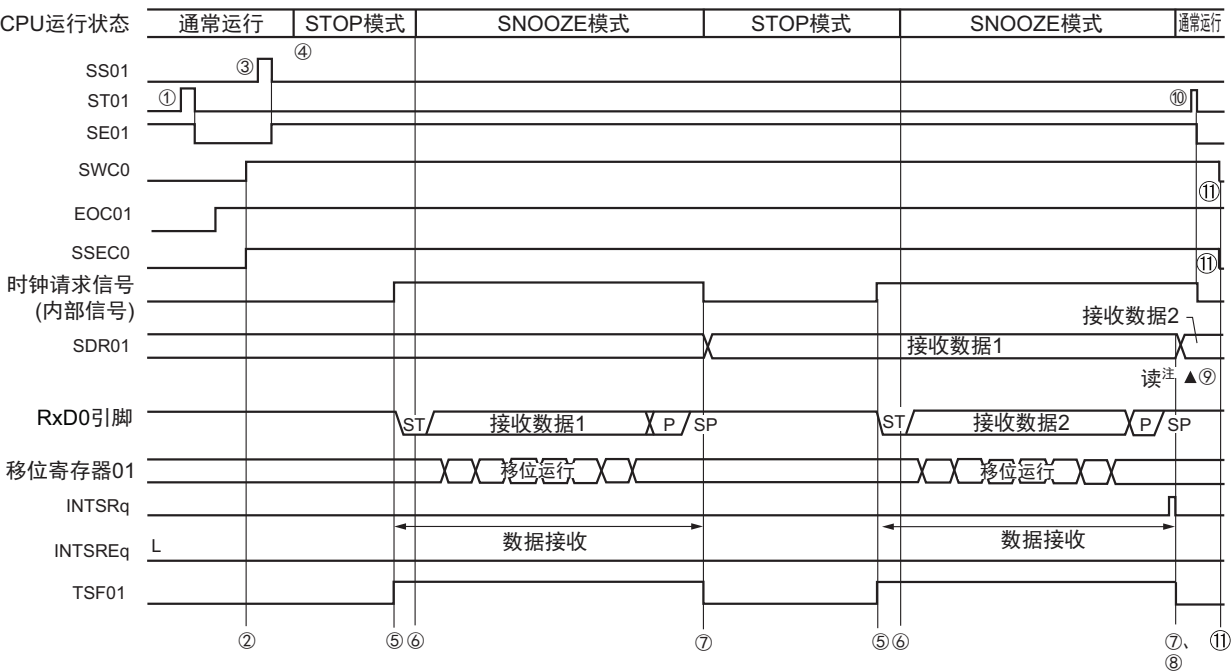 CPU运行状态 通常运行 STOP模式 SNOOZE模式 STOP模式 SNOOZE模式 通常运行
④
SS01 ③
ST01 ① ⑩
SE01
SWC0
⑪
EOC01
SSEC0
⑪
时钟请求信号
(内部信号)
接收数据2
SDR01 接收数据1
读注 ▲⑨
RxD0引脚 ST 接收数据1 P SP ST 接收数据2 P SP
移位寄存器01 移位运行 移位运行
INTSRq
数据接收 数据接收
INTSREq L
TSF01
② ⑤ ⑥ ⑦ ⑤ ⑥ ⑦、 ⑪
⑧